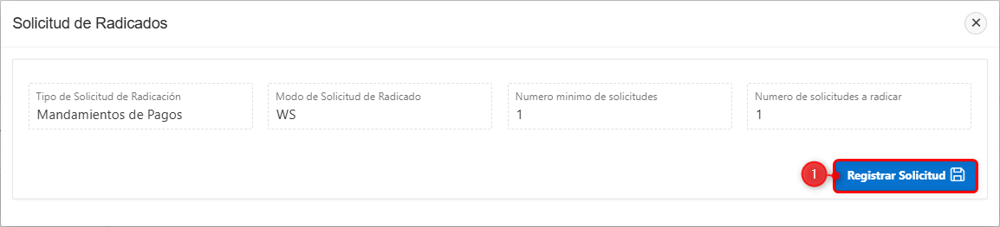 Solicitud de Radicados
Tipo de Solicitud de Radicación
Mandamientos de Pagos
Modo de Solicitud de Radicado
WS
Numero minimo de solicitudes
1
Numero de solicitudes a radicar
1
1
Registrar Solicitud